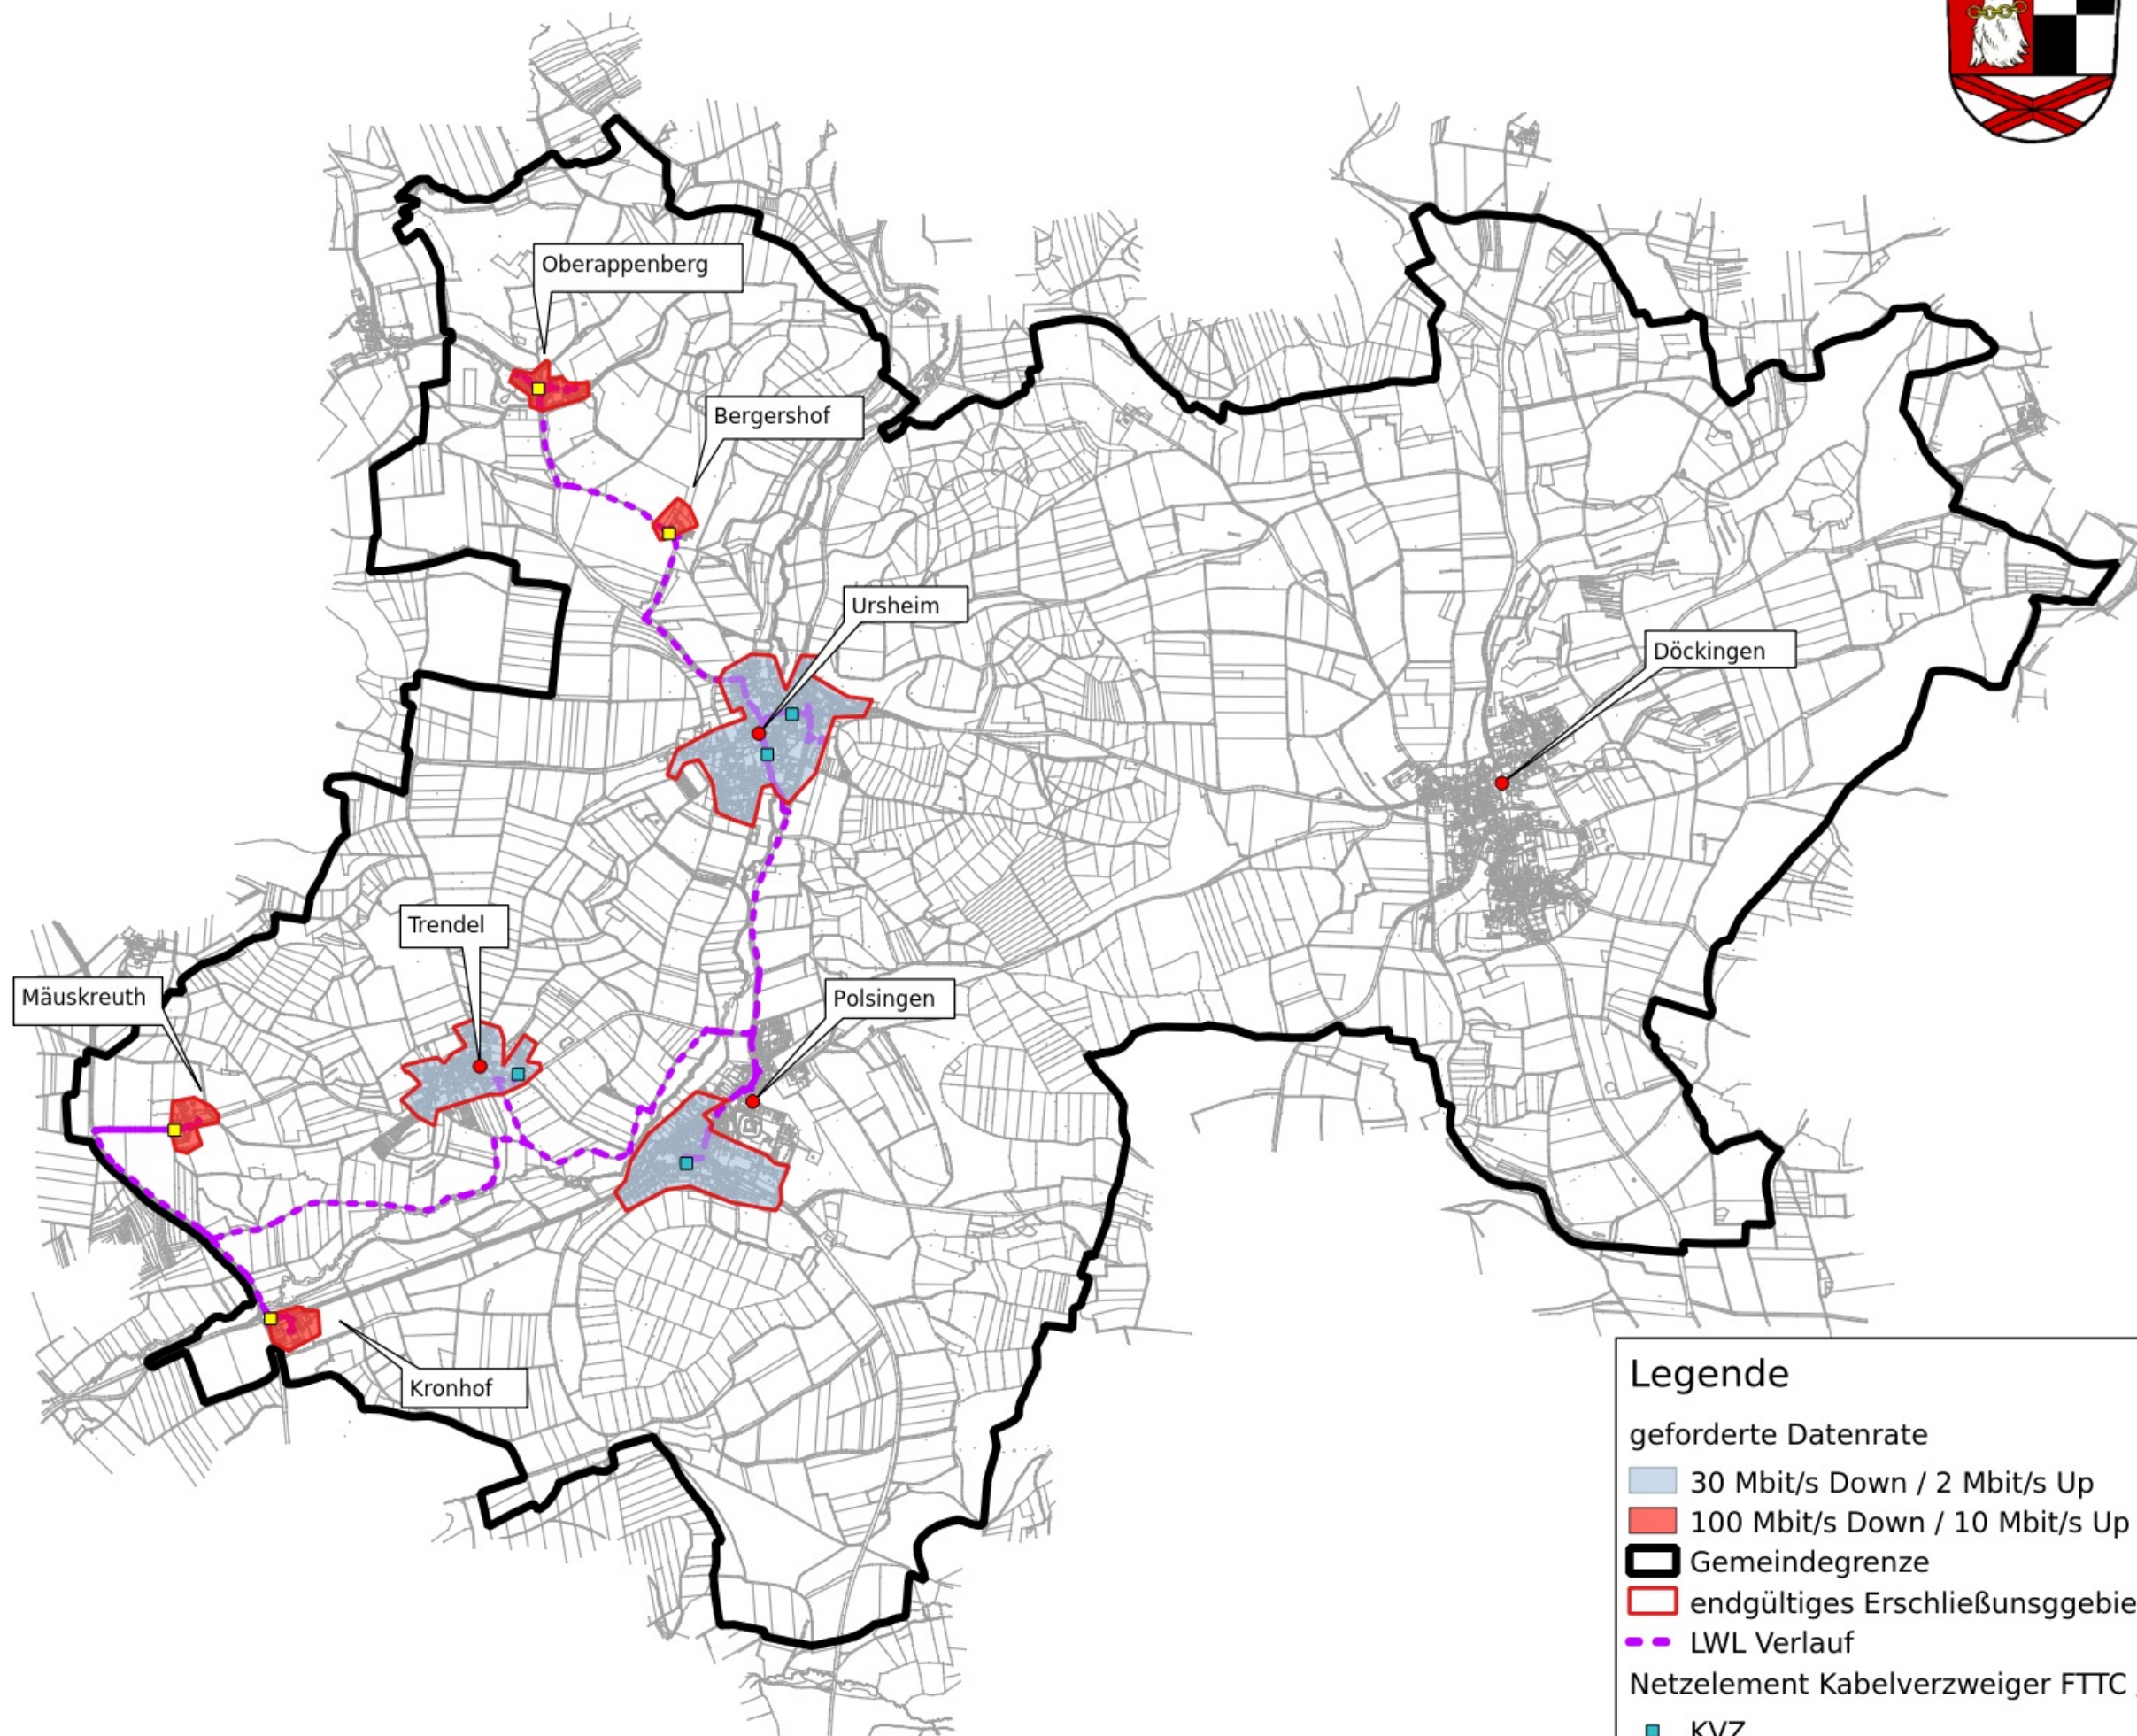 Oberappenberg
Bergershof
Ursheim
Döckingen
Trendel
Mäuskreuth
Polsingen
Kronhof
Legende
geforderte Datenrate
30 Mbit/s Down / 2 Mbit/s Up
100 Mbit/s Down / 10 Mbit/s Up
Gemeindegrenze
endgültiges Erschließunsggebie
LWL Verlauf
Netzelement Kabelverzweiger FTTC
KVZ